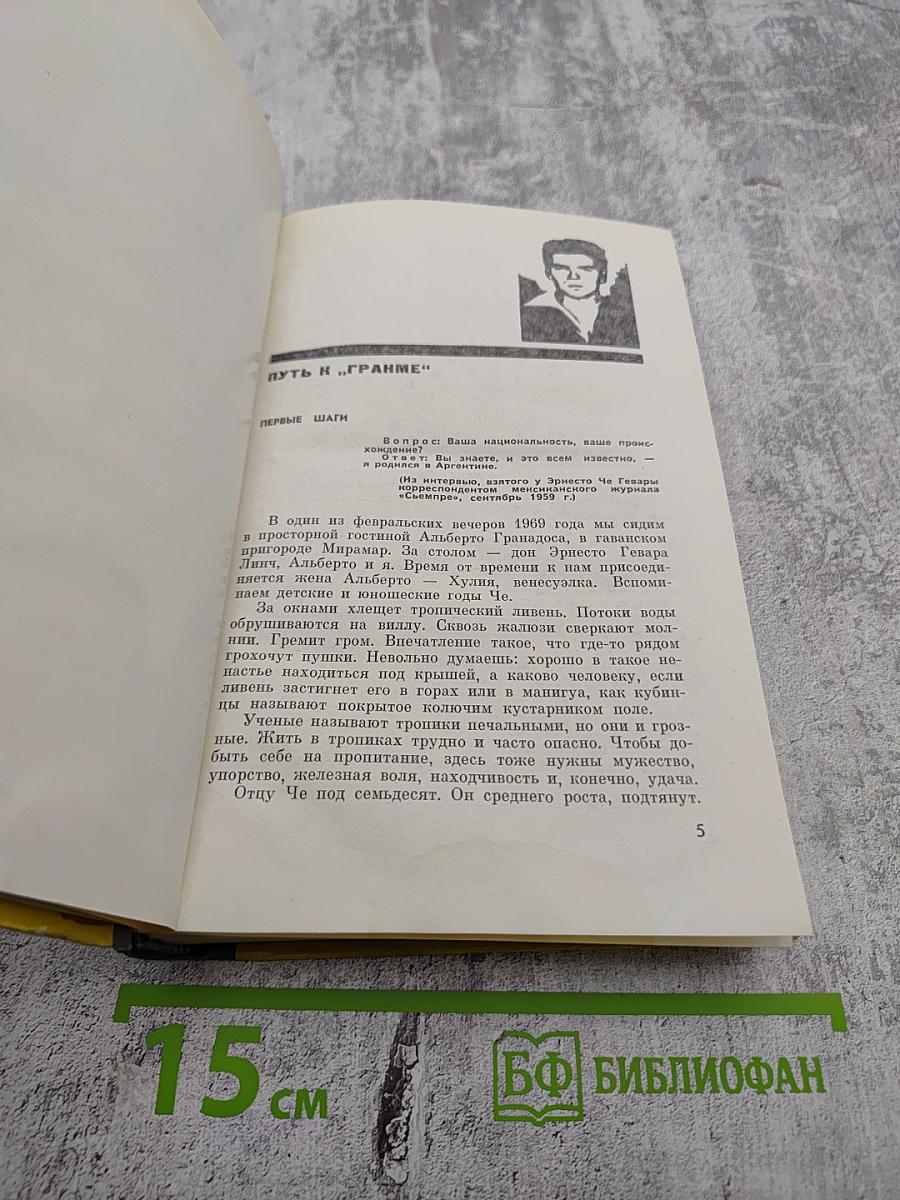 ПУТЬ К „ГРАНМЕ“
ПЕРВЫЕ ШАГИ
Вопрос: Ваша национальность, ваше проис-
хождение?
Ответ: Вы знаете, и это всем известно, —
я родился в Аргентине.
(Из интервью, взятого у Эрнесто Че Гевары
корреспондентом мексиканского журнала
«Сьемпре», сентябрь 1959 г.)
В один из февральских вечеров 1969 года мы сидим
в просторной гостиной Альберто Гранадоса, в гаванском
пригороде Мирамар. За столом — дон Эрнесто Гевара
Линч, Альберто и я. Время от времени к нам присоеди-
няется жена Альберто — Хулия, венесуэлка. Вспоми-
наем детские и юношеские годы Че.
За окнами хлещет тропический ливень. Потоки воды
обрушиваются на виллу. Сквозь жалюзи сверкают мол-
нии. Гремит гром. Впечатление такое, что где-то рядом
грохочут пушки. Невольно думаешь: хорошо в такое не-
настье находиться под крышей, а каково человеку, если
ливень застигнет его в горах или в манигуа, как кубин-
цы называют покрытое колючим кустарником поле.
Ученые называют тропики печальными, но они и гроз-
ные. Жить в тропиках трудно и часто опасно. Чтобы до-
быть себе на пропитание, здесь тоже нужны мужество,
упорство, железная воля, находчивость и, конечно, удача.
Отцу Че под семьдесят. Он среднего роста, подтянут.
5
15 см
БФ БИБЛИОФАН